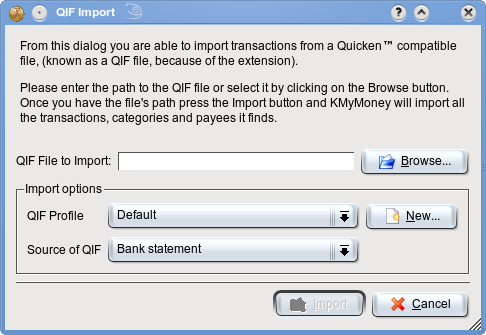 QIF Import
From this dialog you are able to import transactions from a Quicken™ compatible
file, (known as a QIF file, because of the extension).
Please enter the path to the QIF file or select it by clicking on the Browse button.
Once you have the file's path press the Import button and KMyMoney will import all
the transactions, categories and payees it finds.
QIF File to Import: Browse...
Import options
QIF Profile Default New...
Source of QIF Bank statement
Import Cancel